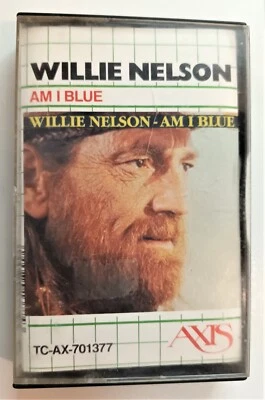 WILLIE NELSON
AM I BLUE
WILLIE NELSON - AM I BLUE
AXIS
TC-AX-701377